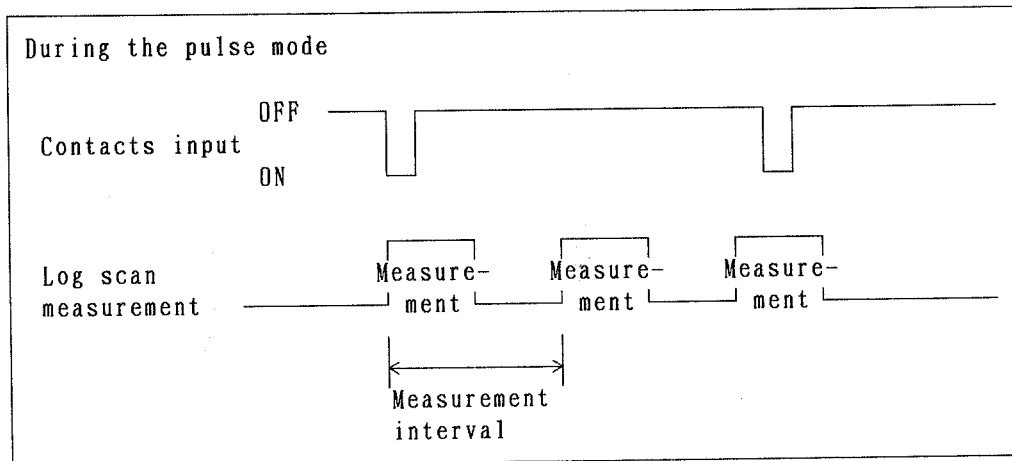 During the pulse mode
OFF
Contacts input
ON
Log scan
measurement
Measure-
ment
Measure-
ment
Measure-
ment
Measurement
interval